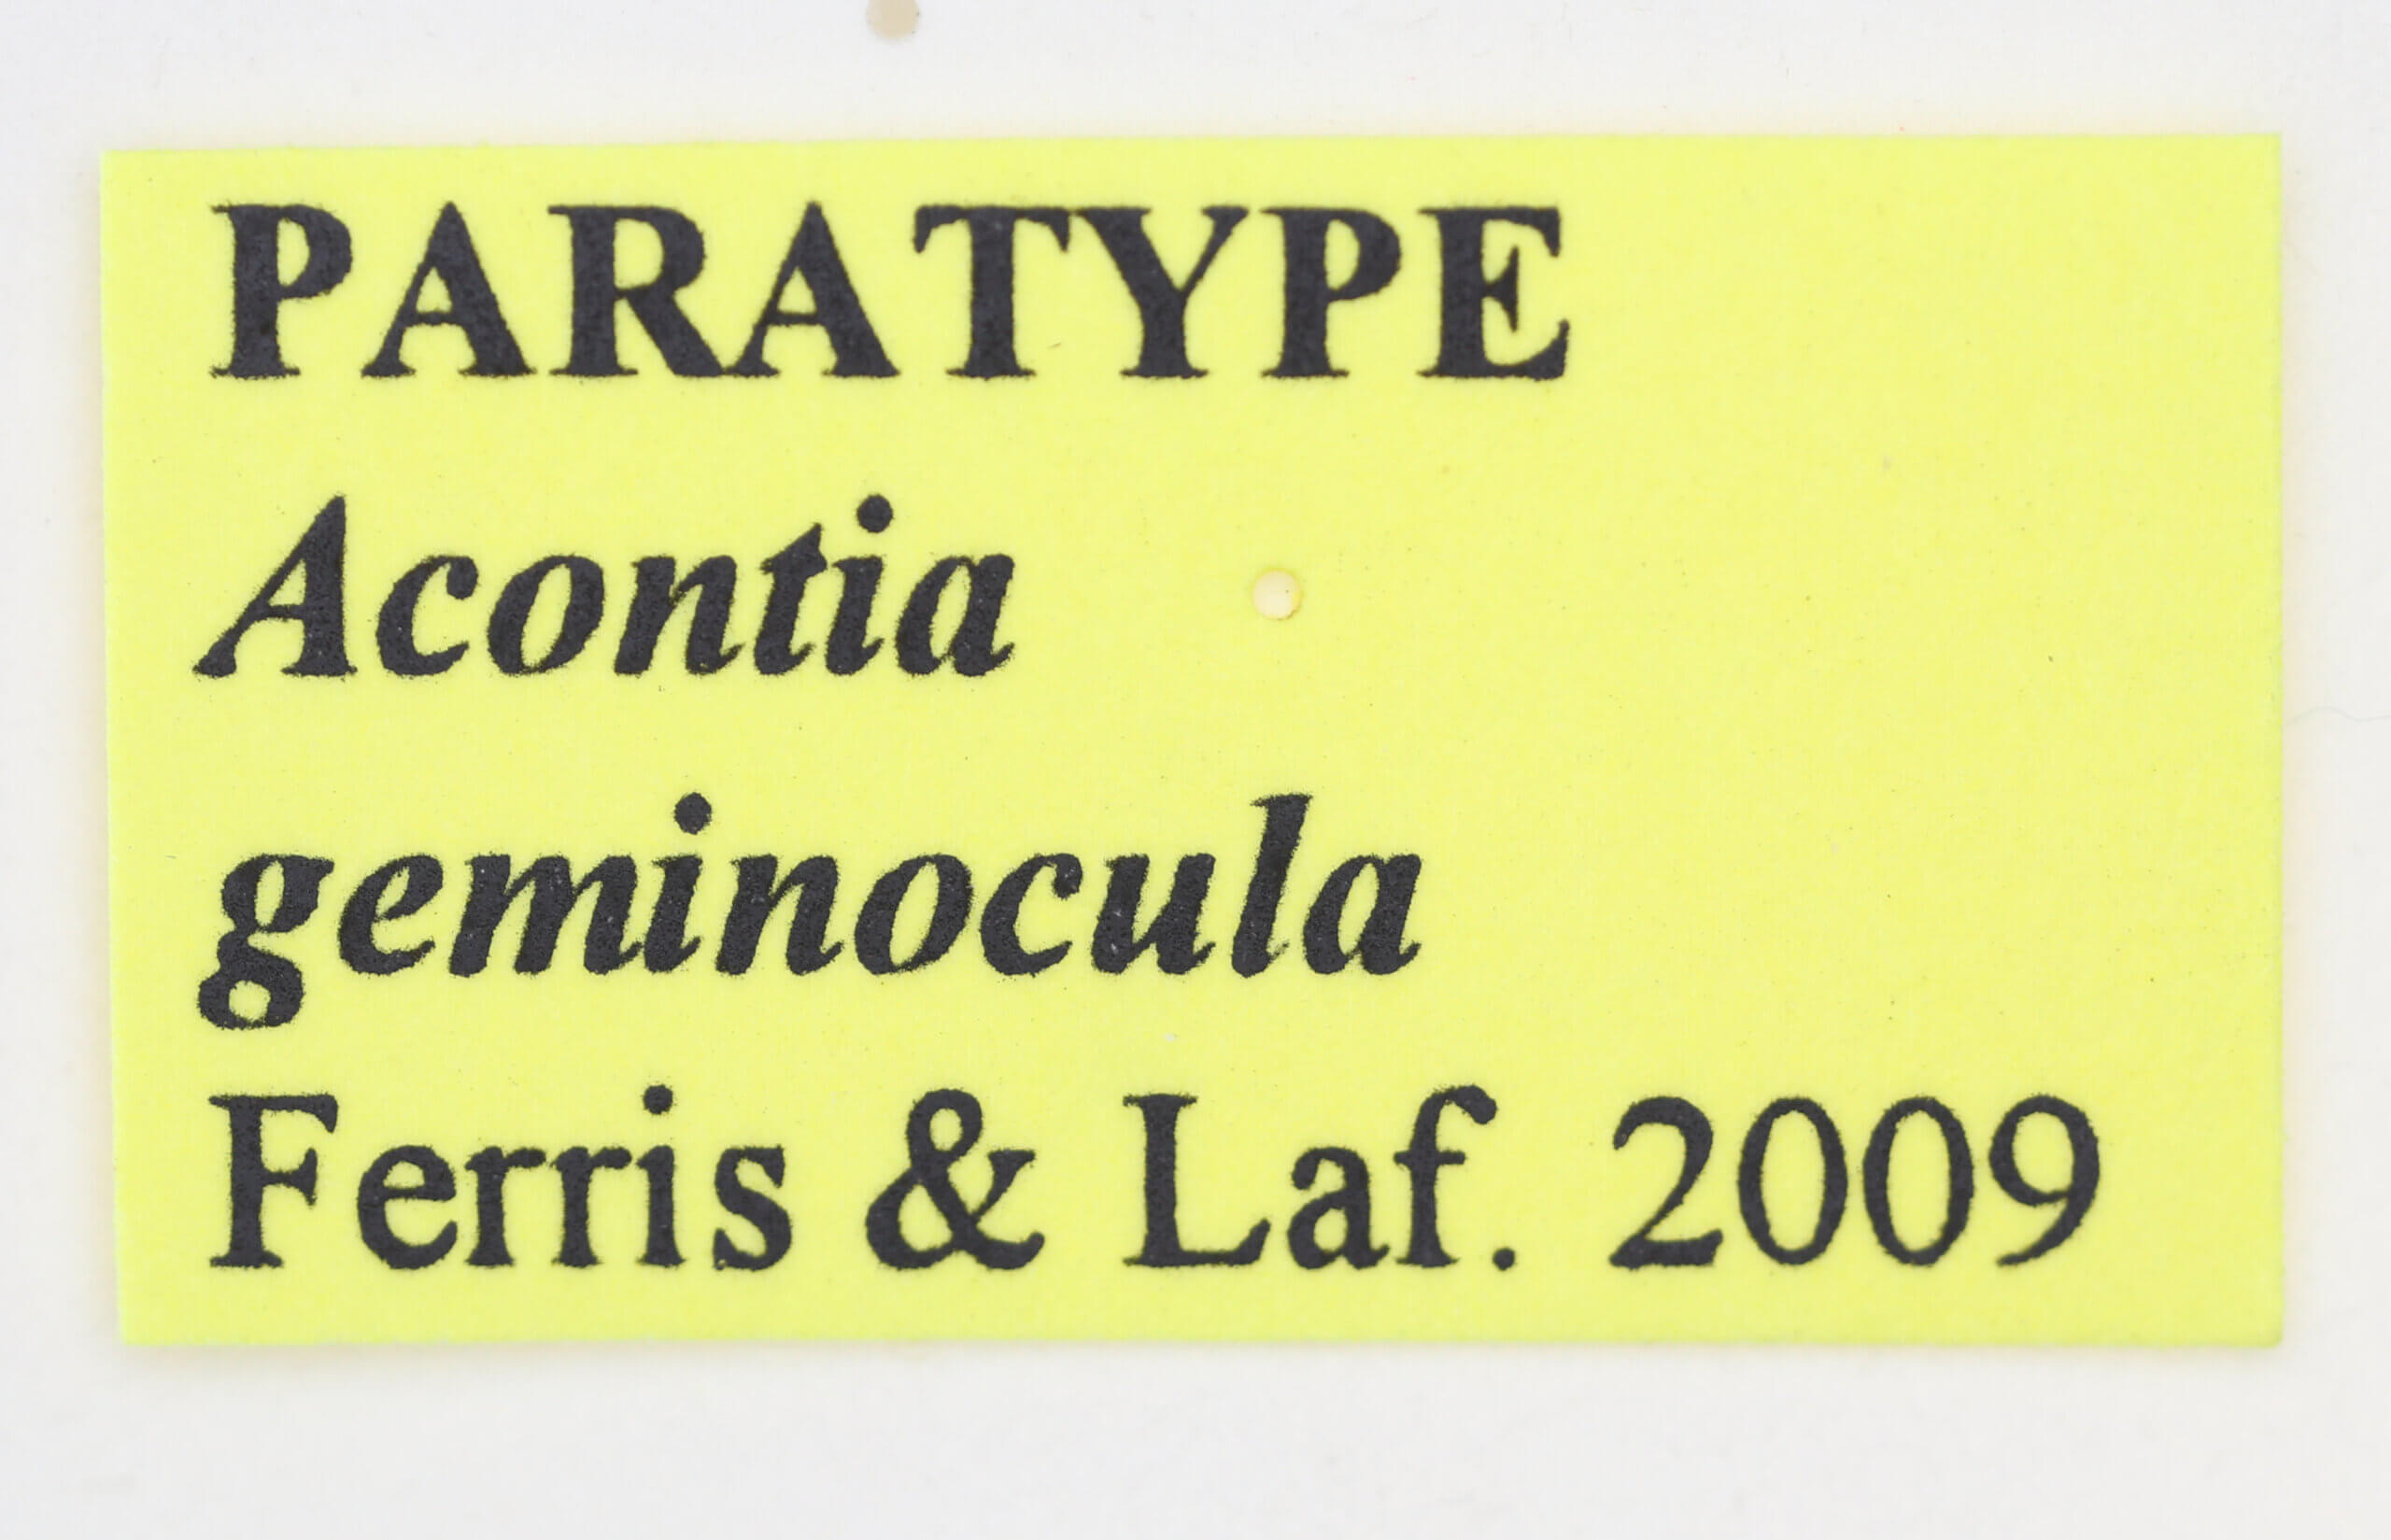 PARATYPE
Acontia
geminocula
Ferris & Laf. 2009